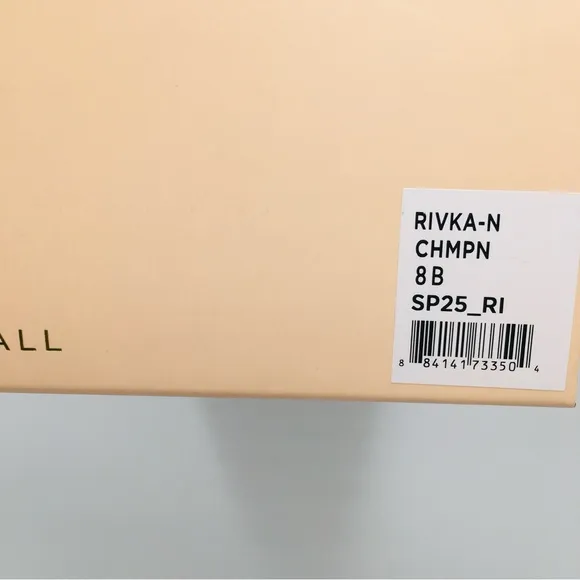 RIVKA-N
CHMPN
8 B
SP25_RI
ALL
8 84141 73350 4